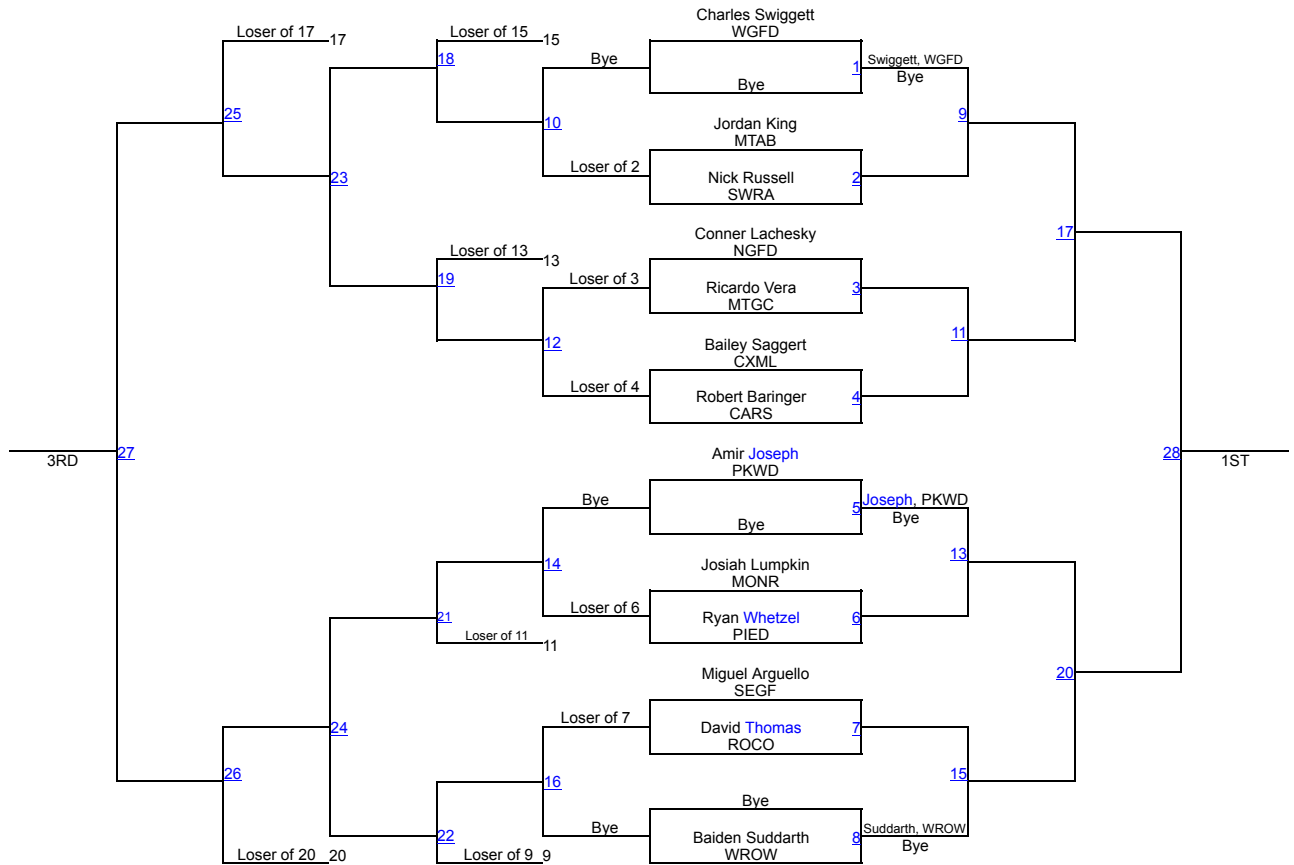 Charles Swiggett
WGFD
Loser of 17 17
Loser of 15 15
18
Bye
1
Swiggett, WGFD
Bye
Bye
25
10
9
Jordan King
MTAB
23
Loser of 2
Nick Russell
2
SWRA
Conner Lachesky
NGFD
17
Loser of 13 13
19
Loser of 3
Ricardo Vera
3
MTGC
12
11
Bailey Saggert
CXML
Loser of 4
Robert Baringer
4
CARS
3RD
27
28
1ST
Amir Joseph
PKWD
Bye
5
Joseph, PKWD
Bye
Bye
14
13
Josiah Lumpkin
MONR
21
Loser of 6
Ryan Whetzel
6
PIED
Loser of 11 11
Miguel Arguello
SEGF
20
24
Loser of 7
David Thomas
7
ROCO
26
16
15
Bye
22
Bye
Baiden Suddarth
8
Suddarth, WROW
Bye
WROW
Loser of 20 20
Loser of 9 9